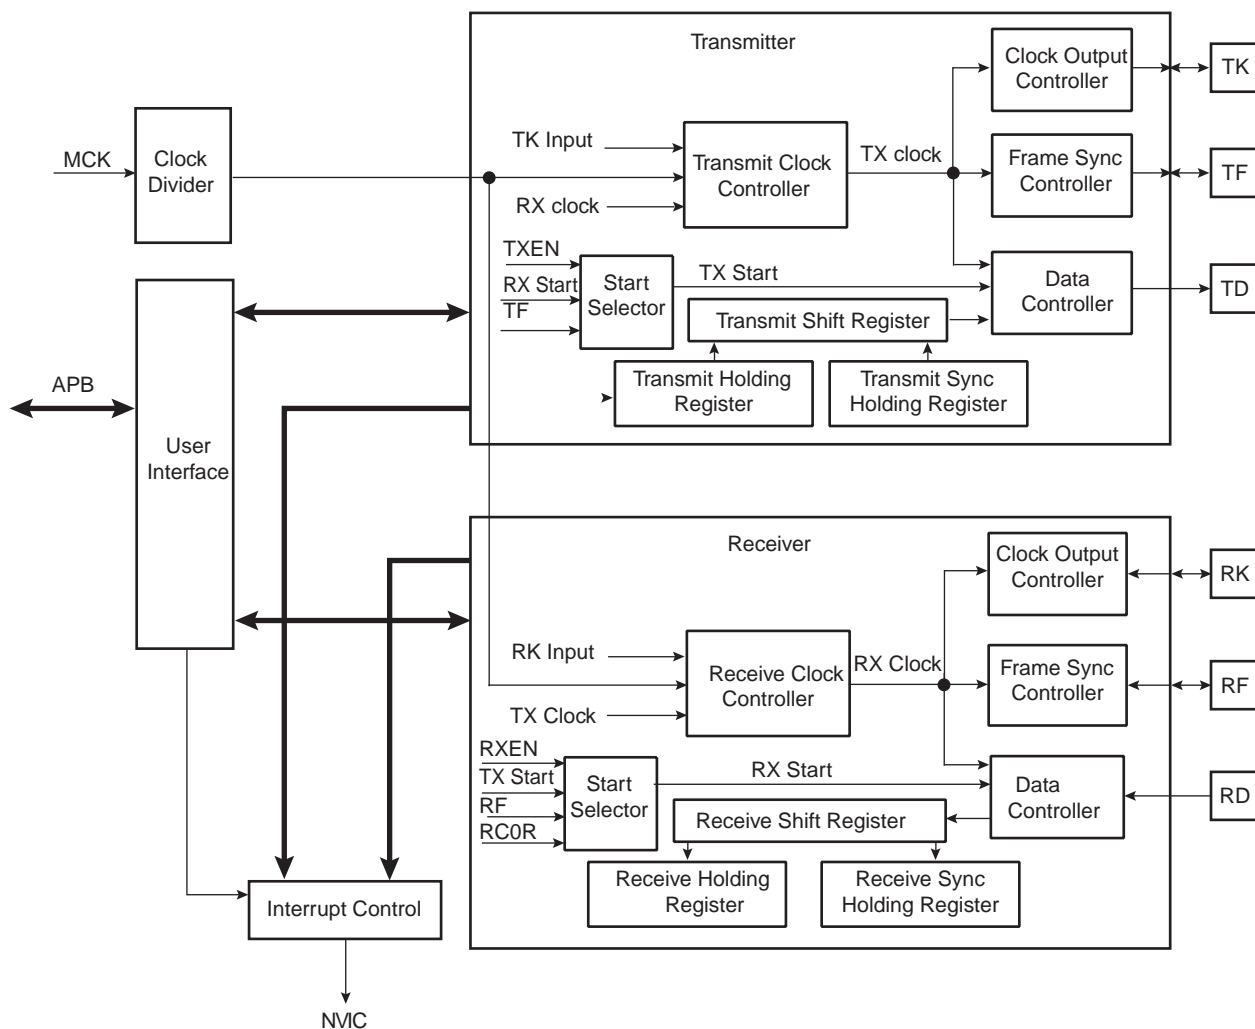 Transmitter
Clock Output
Controller
TK
MCK
Clock
Divider
TK Input
Transmit Clock
Controller
RX clock
TX clock
Frame Sync
Controller
TF
TXEN
RX Start
TF
Start
Selector
TX Start
Data
Controller
TD
Transmit Shift Register
Transmit Holding
Register
Transmit Sync
Holding Register
APB
User
Interface
Receiver
Clock Output
Controller
RK
RK Input
Receive Clock
Controller
TX Clock
RX Clock
Frame Sync
Controller
RF
RXEN
TX Start
RF
RC0R
Start
Selector
RX Start
Data
Controller
RD
Receive Shift Register
Receive Holding
Register
Receive Sync
Holding Register
Interrupt Control
NVIC